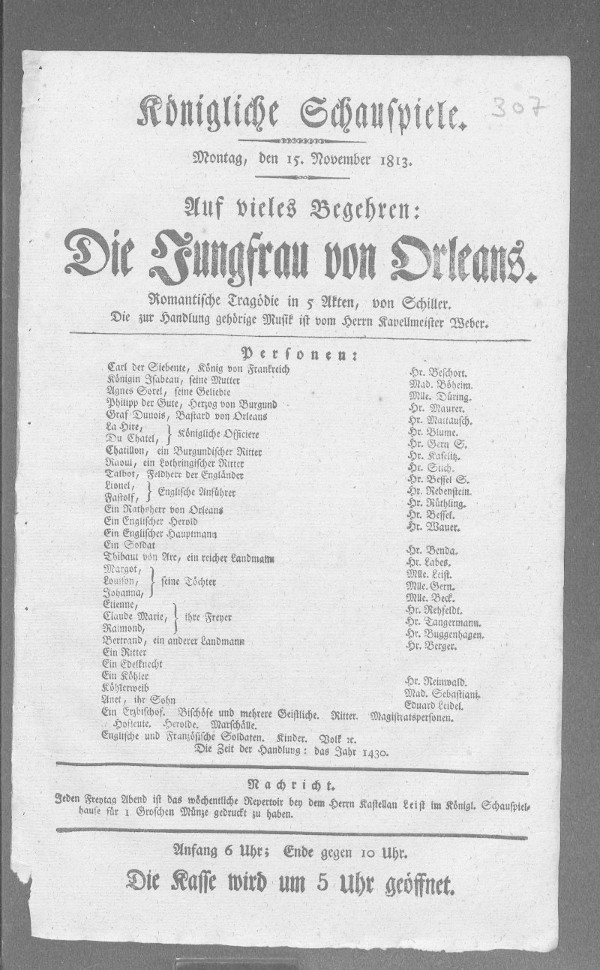 307
Königliche Schauspiele.
Montag, den 15. November 1813.
Auf vieles Begehren:
Die Jungfrau von Orleans.
Romantische Tragödie in 5 Akten, von Schiller.
Die zur Handlung gehörige Musik ist vom Herrn Kapellmeister Weber.
Personen:
Carl der Siebente, König von Frankreich Hr. Beschort.
Königin Isabeau, seine Mutter Mad. Böheim.
Agnes Sorel, seine Geliebte Mlle. Düring.
Philipp der Gute, Herzog von Burgund Hr. Maurer.
Graf Dunois, Bastard von Orleans Hr. Mattausch.
La Hire, Hr. Blume.
Du Chatel, } Königliche Officiere Hr. Gern S.
Chatillon, ein Burgundischer Ritter Hr. Kaselitz.
Raoul, ein Lothringischer Ritter Hr. Stich.
Talbot, Feldherr der Engländer Hr. Bessel S.
Lionel, Hr. Rebenstein.
Fastolf, } Englische Anführer Hr. Rüthling.
Ein Rathsherr von Orleans Hr. Bessel.
Ein Englischer Herold Hr. Wauer.
Ein Englischer Hauptmann
Ein Soldat Hr. Benda.
Thibaut von Arc, ein reicher Landmann Hr. Labes.
Margot, Mlle. Leist.
Louison, } seine Töchter Mlle. Gern.
Johanna, Mlle. Beck.
Etienne, Hr. Rehfeldt.
Claude Marie, } ihre Freyer Hr. Tangermann.
Raimond, Hr. Buggenhagen.
Bertrand, ein anderer Landmann Hr. Berger.
Ein Ritter
Ein Edelknecht
Ein Köhler Hr. Reinwald.
Köhlerweib Mad. Sebastiani.
Anet, ihr Sohn Eduard Leidel.
Ein Erzbischof. Bischöfe und mehrere Geistliche. Ritter. Magistratspersonen.
Hofleute. Herolde. Marschälle.
Englische und Französische Soldaten. Kinder. Volk ꝛc.
Die Zeit der Handlung: das Jahr 1430.
Nachricht.
Jeden Freytag Abend ist das wöchentliche Repertoir bey dem Herrn Kastellan Leist im Königl. Schauspiel-
hause für 1 Groschen Münze gedruckt zu haben.
Anfang 6 Uhr; Ende gegen 10 Uhr.
Die Kasse wird um 5 Uhr geöffnet.